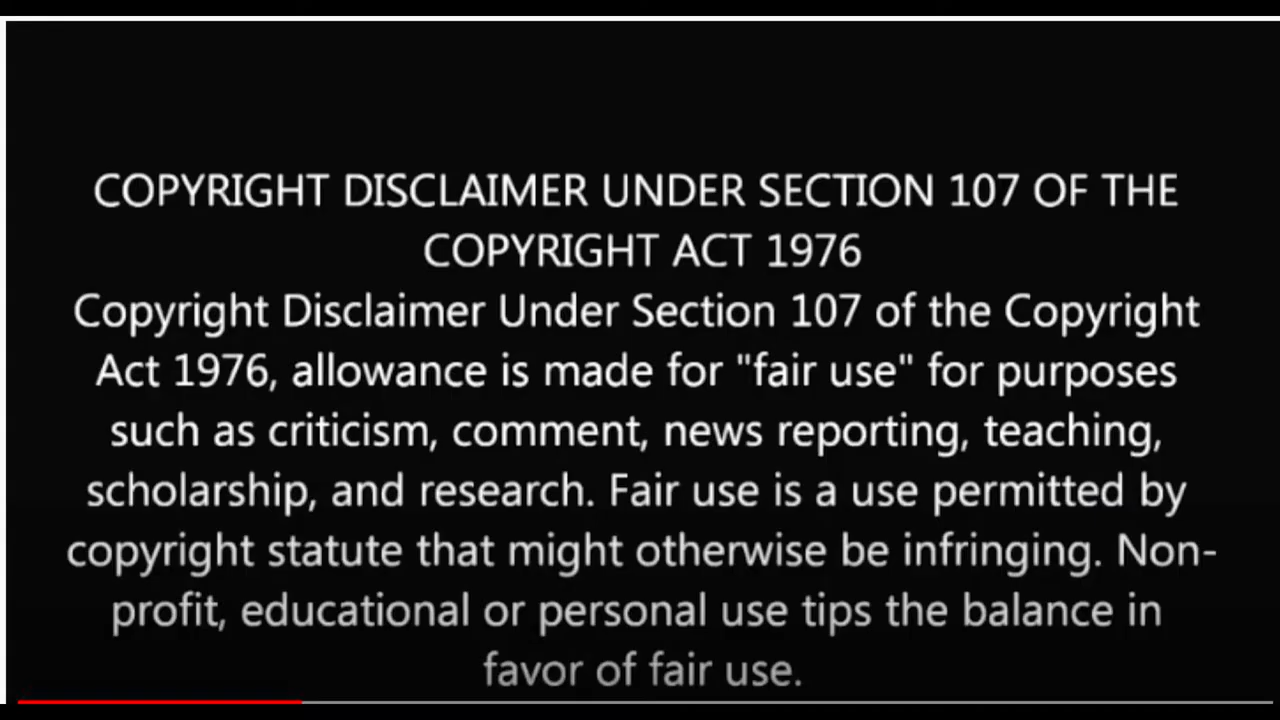 COPYRIGHT DISCLAIMER UNDER SECTION 107 OF THE
COPYRIGHT ACT 1976
Copyright Disclaimer Under Section 107 of the Copyright
Act 1976, allowance is made for "fair use" for purposes
such as criticism, comment, news reporting, teaching,
scholarship, and research. Fair use is a use permitted by
copyright statute that might otherwise be infringing. Non-
profit, educational or personal use tips the balance in
favor of fair use.